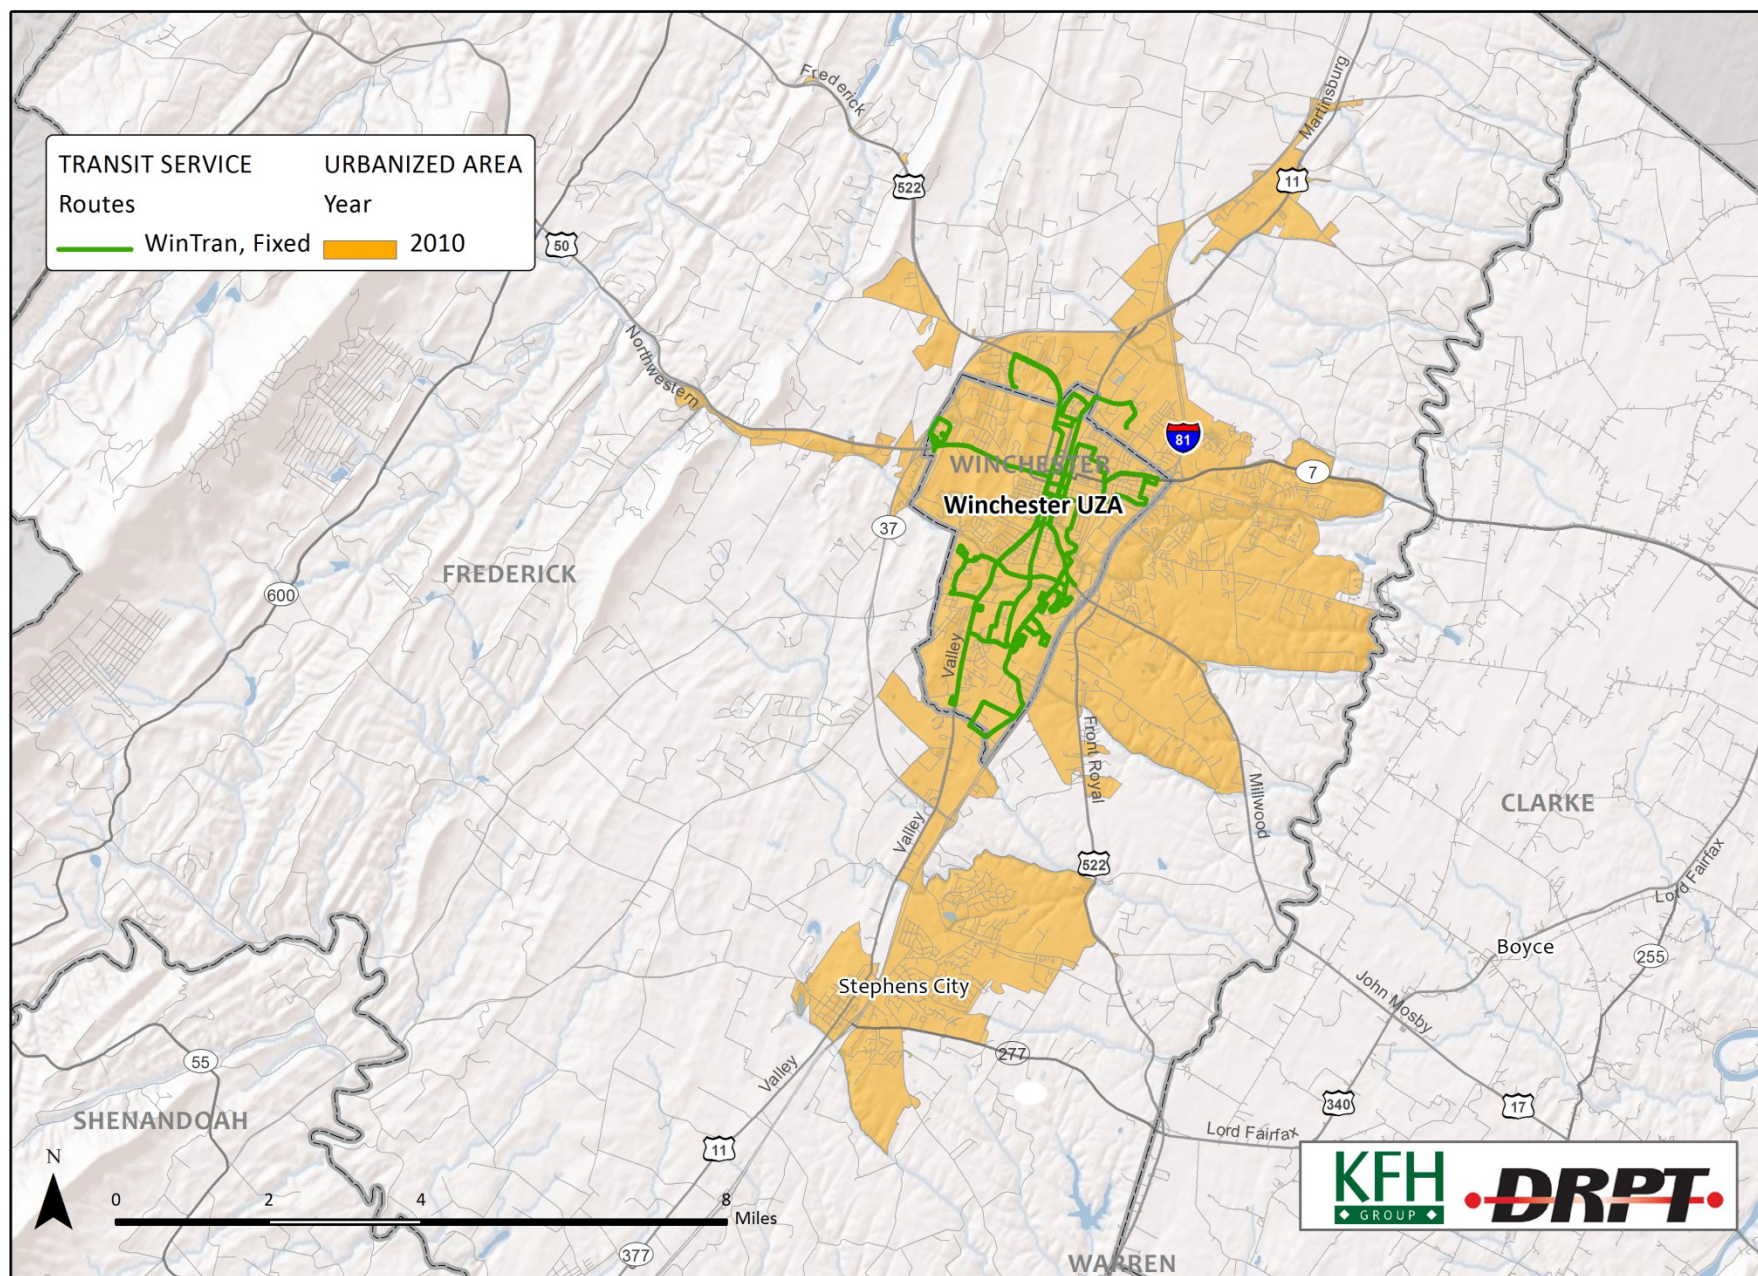 Frederick
Martinsburg
TRANSIT SERVICE
URBANIZED AREA
Routes
Year
WinTran, Fixed
2010
522
11
50
Northwestern
81
WINCHESTER
7
Winchester UZA
37
FREDERICK
600
Valley
Front Royal
Millwood
CLARKE
Valley
522
Lord Fairfax
Boyce
255
Stephens City
John Mosby
55
277
Valley
SHENANDOAH
340
17
11
Lord Fairfax
N
0 2 4 8
Miles
KFH
GROUP
DRPT
377
WARREN